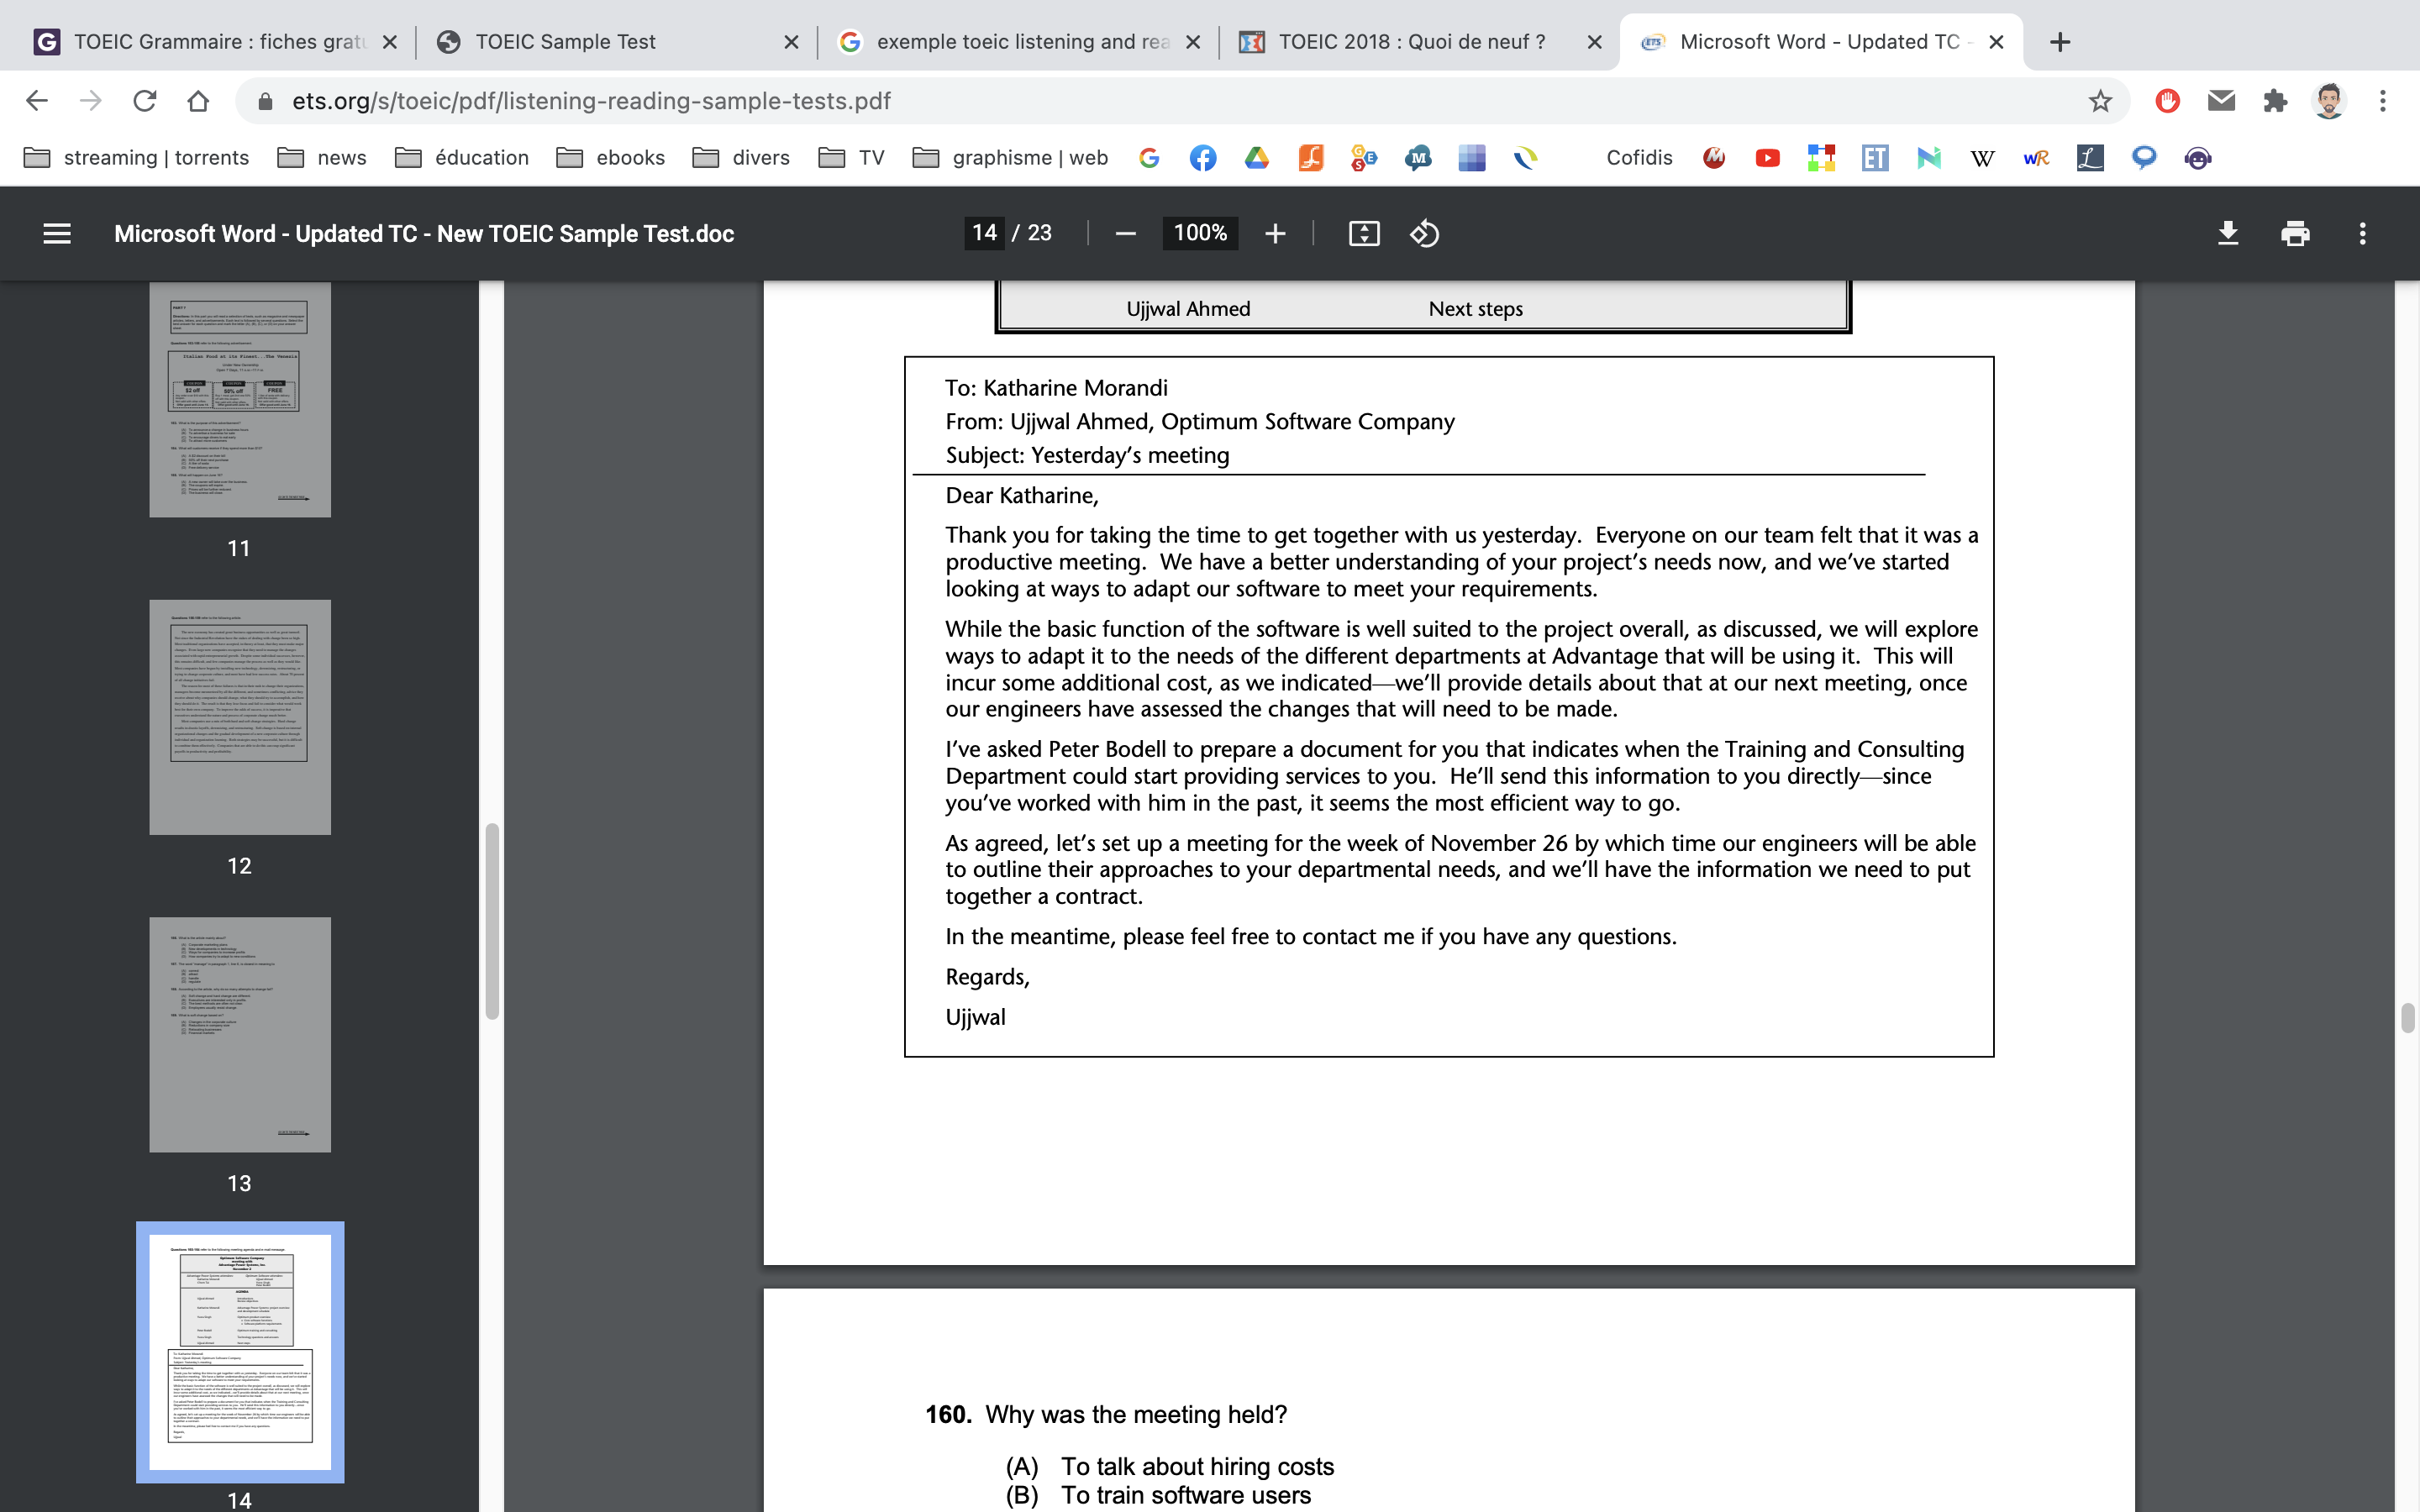 TOEIC Grammaire : fiches grat
TOEIC Sample Test
exemple toeic listening and rea
TOEIC 2018 : Quoi de neuf ?
Microsoft Word - Updated TC -
ets.org/s/toeic/pdf/listening-reading-sample-tests.pdf
streaming | torrents
news
éducation
ebooks
divers
TV
graphisme | web
Cofidis
Microsoft Word - Updated TC - New TOEIC Sample Test.doc
14 / 23
100%
11
12
13
14
Ujjwal Ahmed Next steps
To: Katharine Morandi
From: Ujjwal Ahmed, Optimum Software Company
Subject: Yesterday's meeting
Dear Katharine,
Thank you for taking the time to get together with us yesterday. Everyone on our team felt that it was a
productive meeting. We have a better understanding of your project's needs now, and we've started
looking at ways to adapt our software to meet your requirements.
While the basic function of the software is well suited to the project overall, as discussed, we will explore
ways to adapt it to the needs of the different departments at Advantage that will be using it. This will
incur some additional cost, as we indicated—we'll provide details about that at our next meeting, once
our engineers have assessed the changes that will need to be made.
I've asked Peter Bodell to prepare a document for you that indicates when the Training and Consulting
Department could start providing services to you. He'll send this information to you directly—since
you've worked with him in the past, it seems the most efficient way to go.
As agreed, let's set up a meeting for the week of November 26 by which time our engineers will be able
to outline their approaches to your departmental needs, and we'll have the information we need to put
together a contract.
In the meantime, please feel free to contact me if you have any questions.
Regards,
Ujjwal
160. Why was the meeting held?
(A) To talk about hiring costs
(B) To train software users